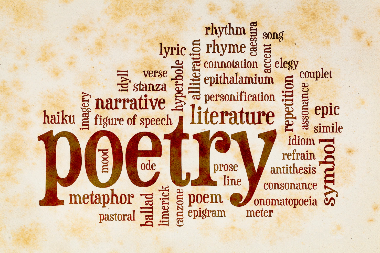 rhythm
song
lyric
rhyme
caesura
accent
elegy
idyll
verse
hyperbole
alliteration
connotation
couplet
stanza
epithalamium
imagery
narrative
personification
repetition
assonance
haiku
figure of speech
literature
epic
simile
poetry
mood
ode
prose
line
idiom
refrain
symbol
antithesis
consonance
metaphor
ballad
limerick
canzone
poem
onomatopoeia
pastoral
epigram
meter